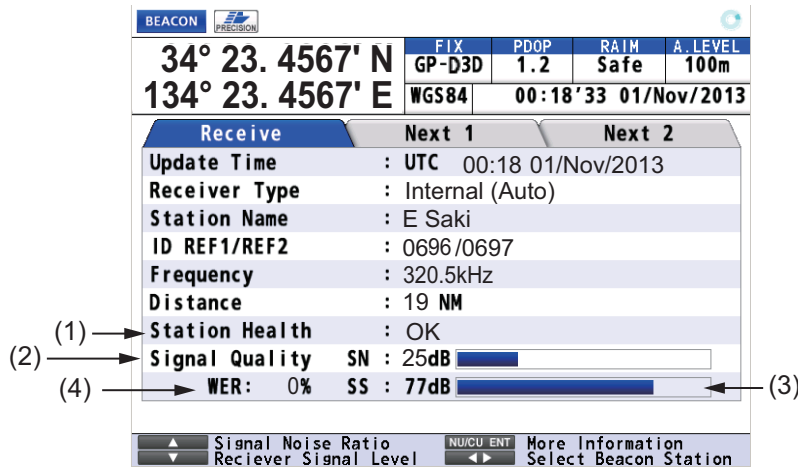 BEACON PRECISION
34° 23. 4567' N
134° 23. 4567' E
FIX PDOP RAIM A.LEVEL
GP-D3D 1.2 Safe 100m
WGS84 00:18'33 01/Nov/2013
Receive Next 1 Next 2
Update Time : UTC 00:18 01/Nov/2013
Receiver Type : Internal (Auto)
Station Name : E Saki
ID REF1/REF2 : 0696/0697
Frequency : 320.5kHz
Distance : 19 NM
(1) Station Health : OK
(2) Signal Quality SN : 25dB
(4) WER: 0% SS : 77dB (3)
▲ Signal Noise Ratio NU/CU ENT More Information
▼ Reciever Signal Level ◀▶ Select Beacon Station